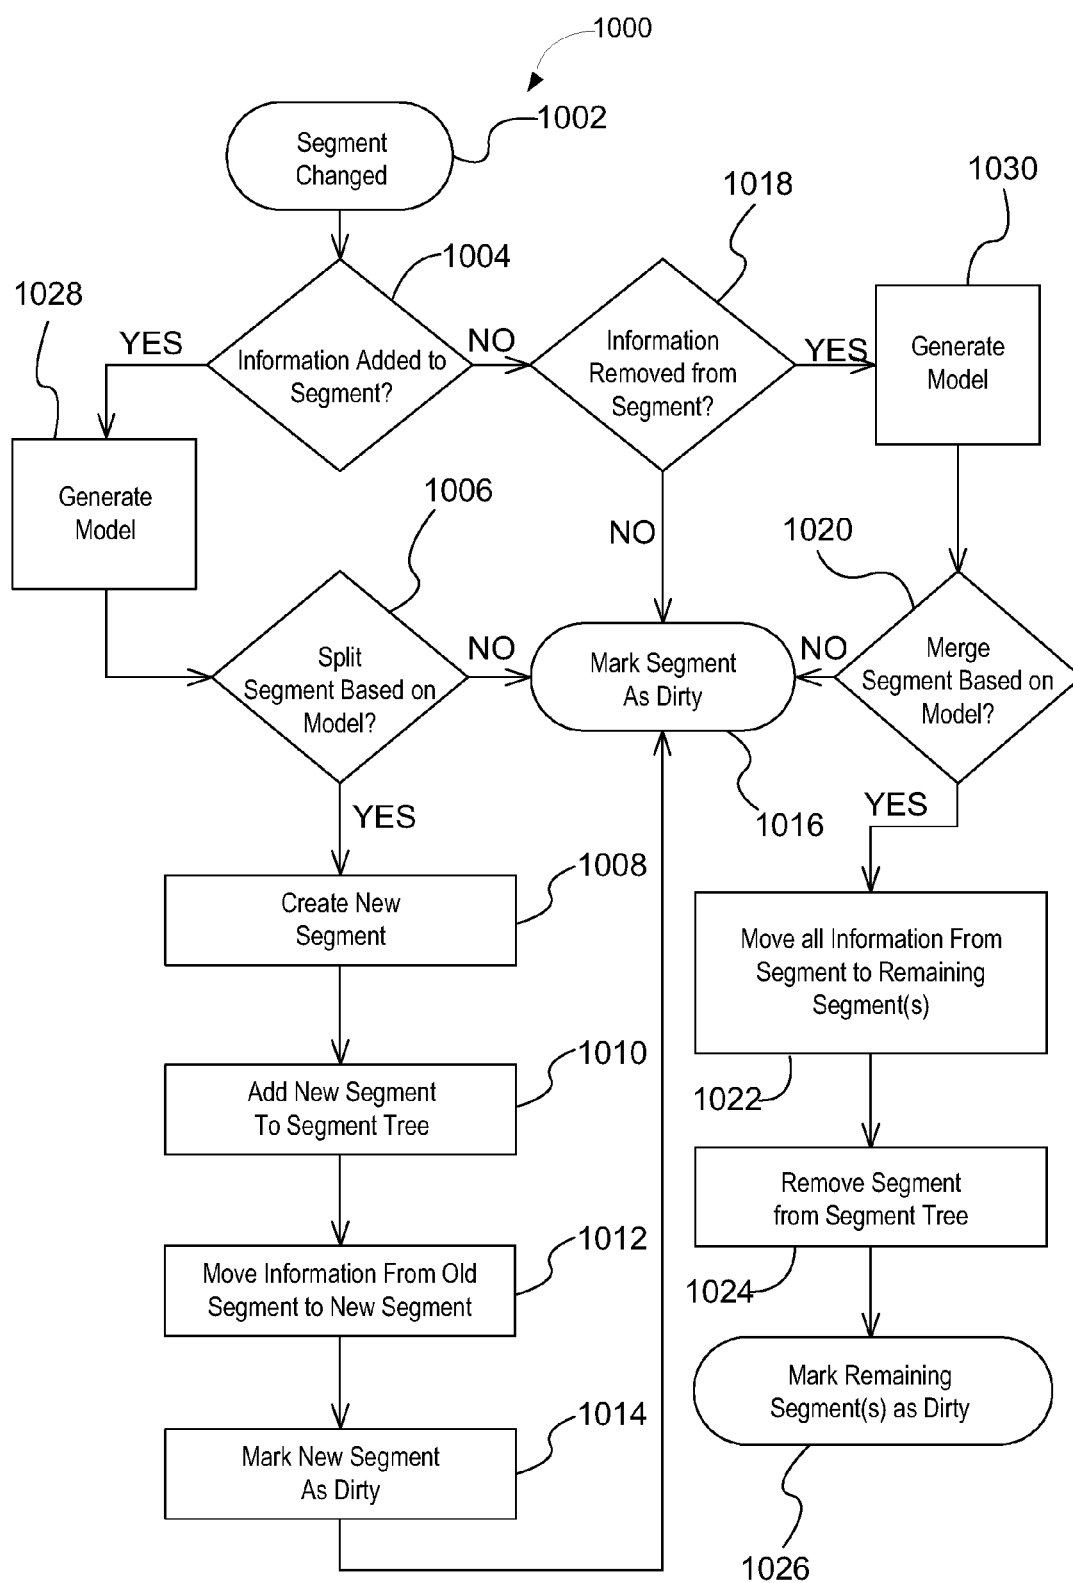 1000
Segment
Changed
1002
1004
Information Added to
Segment?
YES
NO
1018
Information
Removed from
Segment?
YES
NO
1030
Generate
Model
1028
Generate
Model
1006
Split
Segment Based on
Model?
NO
YES
Mark Segment
As Dirty
1016
1020
Merge
Segment Based on
Model?
NO
YES
1008
Create New
Segment
1010
Add New Segment
To Segment Tree
1012
Move Information From Old
Segment to New Segment
1014
Mark New Segment
As Dirty
Move all Information From
Segment to Remaining
Segment(s)
1022
Remove Segment
from Segment Tree
1024
Mark Remaining
Segment(s) as Dirty
1026